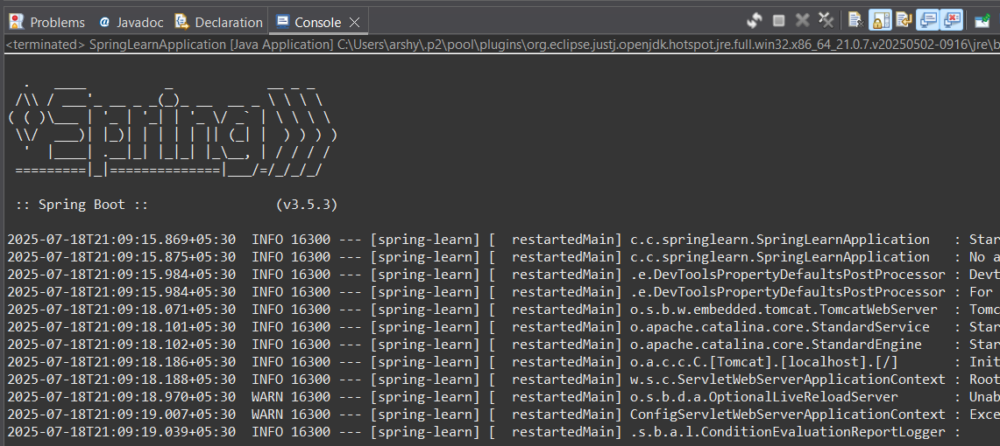 Problems @ Javadoc Declaration Console
<terminated> SpringLearnApplication [Java Application] C:\Users\arshy\.p2\pool\plugins\org.eclipse.justj.openjdk.hotspot.jre.full.win32.x86_64_21.0.7.v20250502-0916\jre\b
  .   ____          _            __ _ _
 /\\ / ___'_ __ _ _(_)_ __  __ _ \ \ \ \
( ( )\___ | '_ | '_| | '_ \/ _` | \ \ \ \
 \\/  ___)| |_)| | | | | || (_| |  ) ) ) )
  '  |____| .__|_| |_|_| |_\__, | / / / /
 =========|_|==============|___/=/_/_/_/
 :: Spring Boot ::                (v3.5.3)
2025-07-18T21:09:15.869+05:30  INFO 16300 --- [spring-learn] [  restartedMain] c.c.springlearn.SpringLearnApplication   : Star
2025-07-18T21:09:15.875+05:30  INFO 16300 --- [spring-learn] [  restartedMain] c.c.springlearn.SpringLearnApplication   : No a
2025-07-18T21:09:15.984+05:30  INFO 16300 --- [spring-learn] [  restartedMain] .e.DevToolsPropertyDefaultsPostProcessor : Devt
2025-07-18T21:09:15.984+05:30  INFO 16300 --- [spring-learn] [  restartedMain] .e.DevToolsPropertyDefaultsPostProcessor : For
2025-07-18T21:09:18.071+05:30  INFO 16300 --- [spring-learn] [  restartedMain] o.s.b.w.embedded.tomcat.TomcatWebServer  : Tomc
2025-07-18T21:09:18.101+05:30  INFO 16300 --- [spring-learn] [  restartedMain] o.apache.catalina.core.StandardService   : Star
2025-07-18T21:09:18.102+05:30  INFO 16300 --- [spring-learn] [  restartedMain] o.apache.catalina.core.StandardEngine    : Star
2025-07-18T21:09:18.186+05:30  INFO 16300 --- [spring-learn] [  restartedMain] o.a.c.c.C.[Tomcat].[localhost].[/]       : Init
2025-07-18T21:09:18.188+05:30  INFO 16300 --- [spring-learn] [  restartedMain] w.s.c.ServletWebServerApplicationContext : Root
2025-07-18T21:09:18.970+05:30  WARN 16300 --- [spring-learn] [  restartedMain] o.s.b.d.a.OptionalLiveReloadServer       : Unab
2025-07-18T21:09:19.007+05:30  WARN 16300 --- [spring-learn] [  restartedMain] ConfigServletWebServerApplicationContext : Exce
2025-07-18T21:09:19.039+05:30  INFO 16300 --- [spring-learn] [  restartedMain] .s.b.a.l.ConditionEvaluationReportLogger :